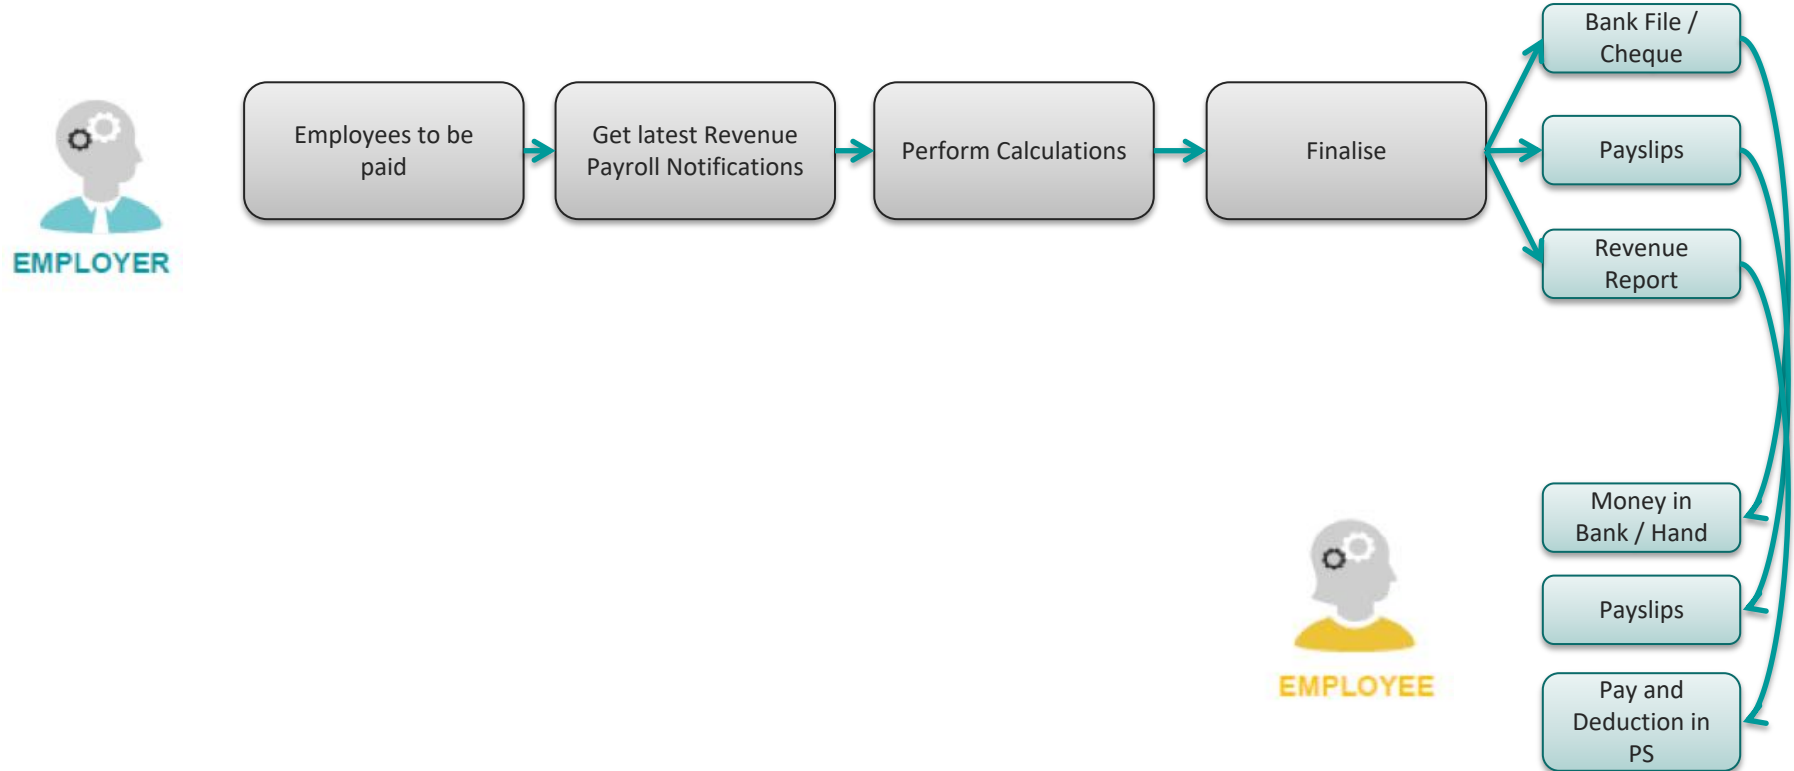 EMPLOYER
Employees to be
paid
Get latest Revenue
Payroll Notifications
Perform Calculations
Finalise
Bank File /
Cheque
Payslips
Revenue
Report
EMPLOYEE
Money in
Bank / Hand
Payslips
Pay and
Deduction in
PS